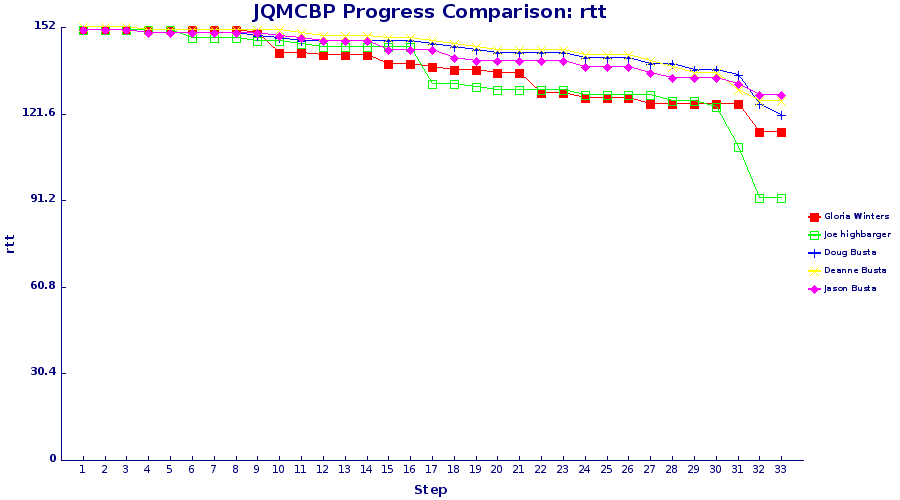 JQMCBP Progress Comparison: rtt
152
121.6
91.2
60.8
30.4
0
rtt
1 2 3 4 5 6 7 8 9 10 11 12 13 14 15 16 17 18 19 20 21 22 23 24 25 26 27 28 29 30 31 32 33
Step
Gloria Winters
Joe highbarger
Doug Busta
Deanne Busta
Jason Busta